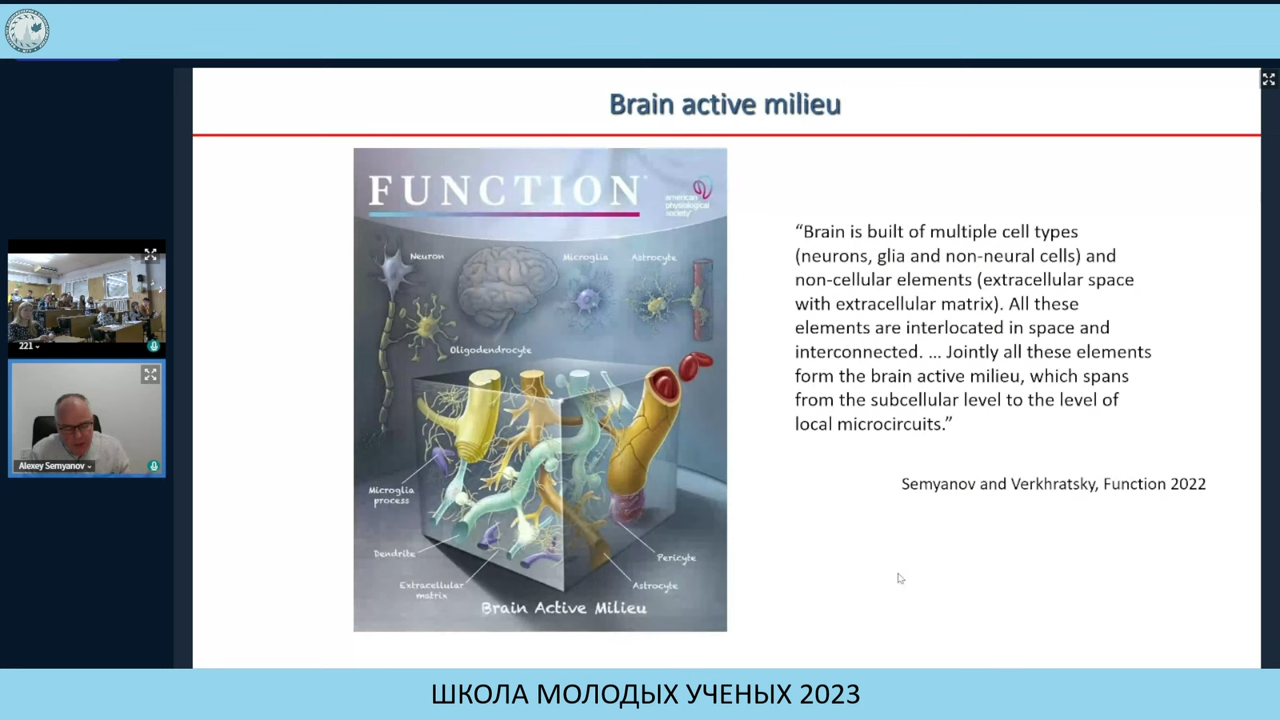 Brain active milieu
FUNCTION
american
physiological
society
Neuron
Microglia
Astrocyte
Oligodendrocyte
Microglia
process
Dendrite
Extracellular
matrix
Pericyte
Astrocyte
Brain Active Milieu
“Brain is built of multiple cell types
(neurons, glia and non-neural cells) and
non-cellular elements (extracellular space
with extracellular matrix). All these
elements are interlocated in space and
interconnected. ... Jointly all these elements
form the brain active milieu, which spans
from the subcellular level to the level of
local microcircuits.”
Semyanov and Verkhratsky, Function 2022
221
Alexey Semyanov
ШКОЛА МОЛОДЫХ УЧЕНЫХ 2023